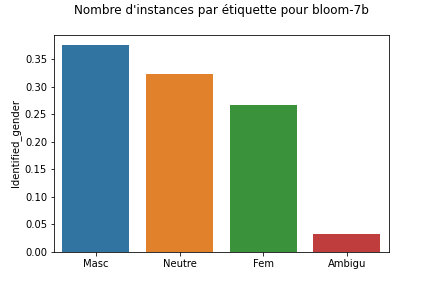 Nombre d'instances par étiquette pour bloom-7b
Identified_gender
0.35
0.30
0.25
0.20
0.15
0.10
0.05
0.00
Masc
Neutre
Fem
Ambigu